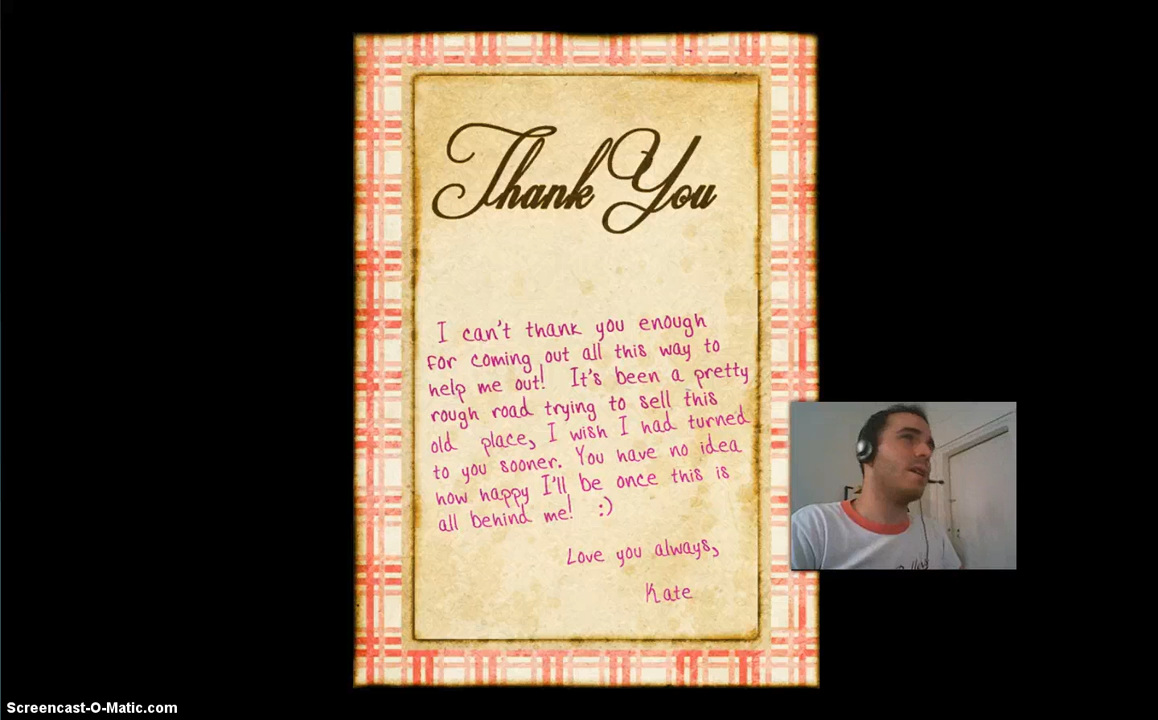 Thank You
I can't thank you enough
for coming out all this way to
help me out! It's been a pretty
rough road trying to sell this
old place, I wish I had turned
to you sooner. You have no idea
how happy I'll be once this is
all behind me! :)
Love you always,
Kate
Screencast-O-Matic.com